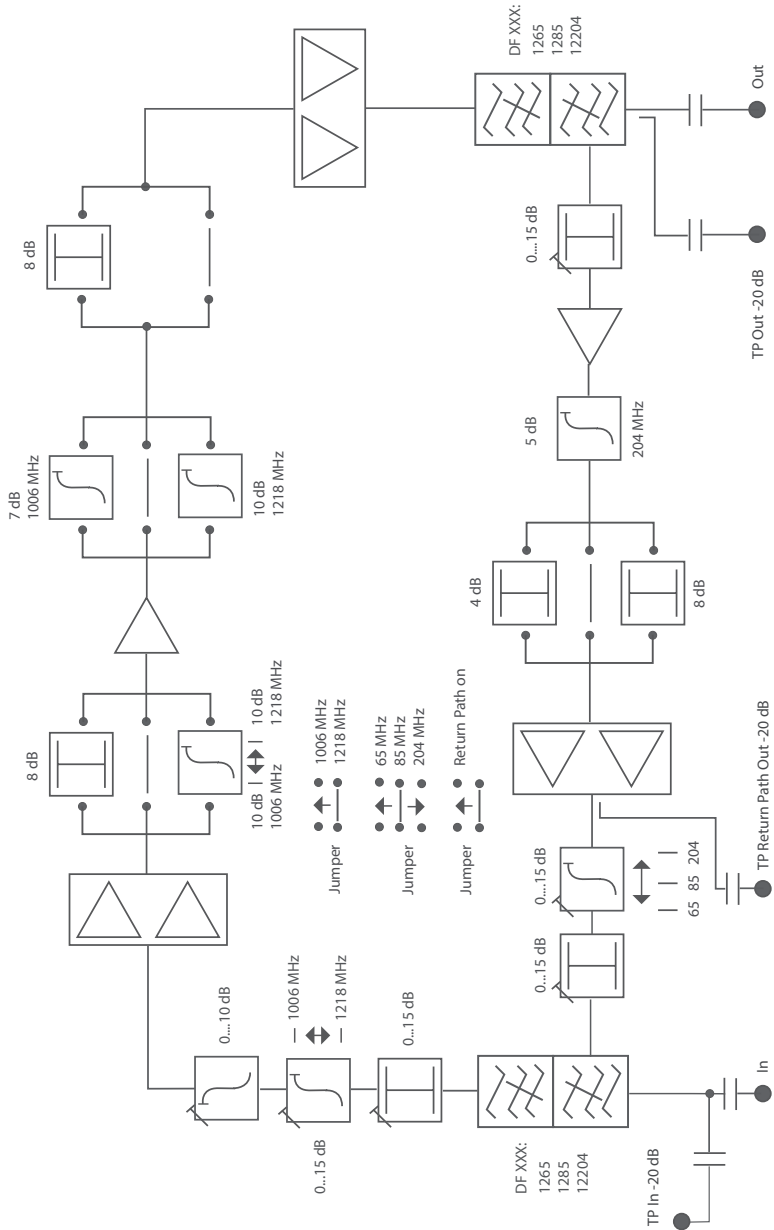 7 dB
1006 MHz
8 dB
8 dB
0....10 dB
10 dB
1006 MHz
10 dB
1218 MHz
10 dB
1218 MHz
1006 MHz
1218 MHz
0...15 dB
0...15 dB
Jumper
1006 MHz
1218 MHz
Jumper
65 MHz
85 MHz
204 MHz
Jumper
Return Path on
DF XXX:
1265
1285
12204
DF XXX:
1265
1285
12204
0...15 dB
0....15 dB
65
85
204
4 dB
8 dB
5 dB
204 MHz
0....15 dB
TP In -20 dB
In
TP Return Path Out -20 dB
TP Out -20 dB
Out